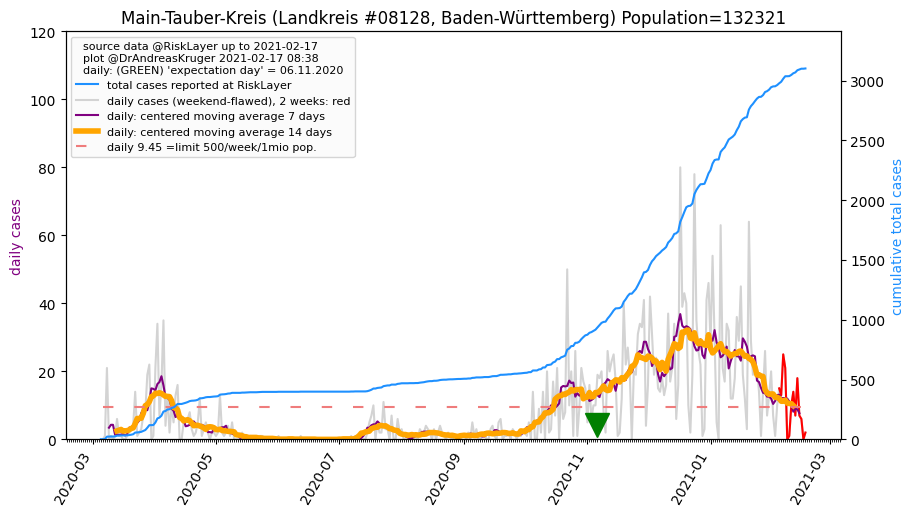 Main-Tauber-Kreis (Landkreis #08128, Baden-Württemberg) Population=132321
source data @RiskLayer up to 2021-02-17
plot @DrAndreasKruger 2021-02-17 08:38
daily: (GREEN) 'expectation day' = 06.11.2020
total cases reported at RiskLayer
daily cases (weekend-flawed), 2 weeks: red
daily: centered moving average 7 days
daily: centered moving average 14 days
daily 9.45 =limit 500/week/1mio pop.
daily cases
120
100
80
60
40
20
0
cumulative total cases
3000
2500
2000
1500
1000
500
0
2020-03
2020-05
2020-07
2020-09
2020-11
2021-01
2021-03